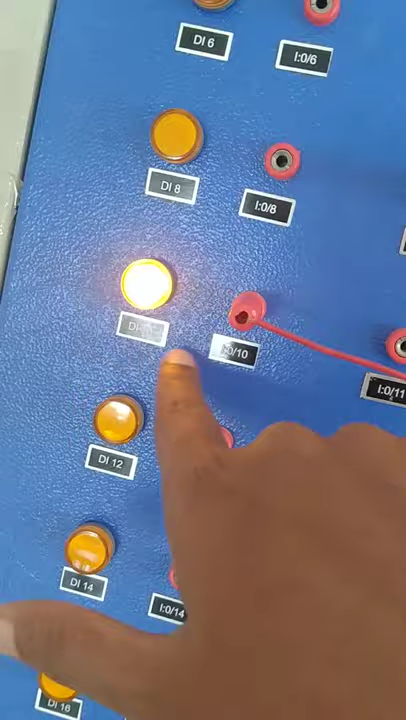 DI 6
I:0/6
DI 8
I:0/8
I:0/10
I:0/11
DI 12
DI 14
I:0/14
DI 16